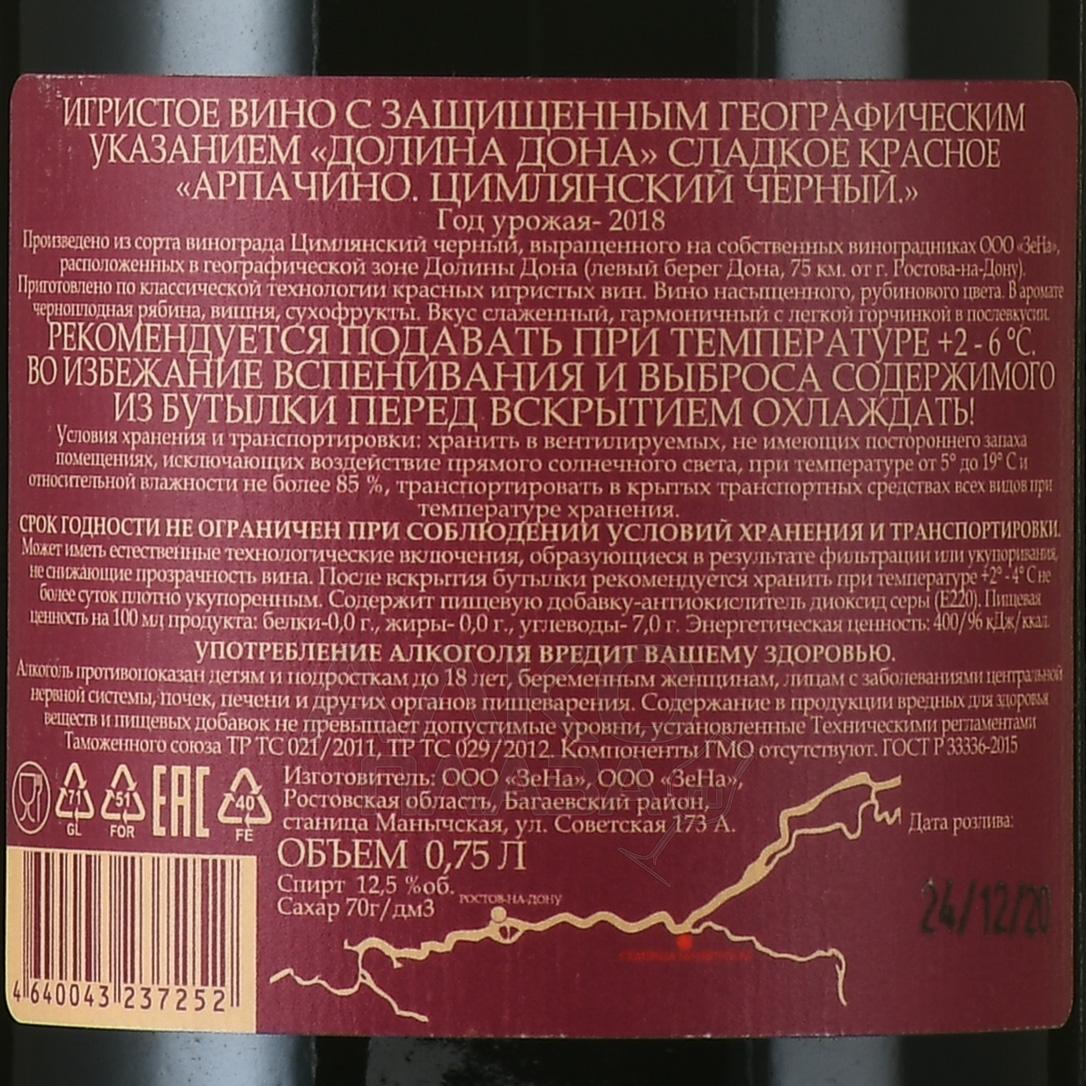 ИГРИСТОЕ ВИНО С ЗАЩИЩЕННЫМ ГЕОГРАФИЧЕСКИМ
УКАЗАНИЕМ «ДОЛИНА ДОНА» СЛАДКОЕ КРАСНОЕ
«АРПАЧИНО. ЦИМЛЯНСКИЙ ЧЕРНЫЙ.»
Год урожая- 2018
Произведено из сорта винограда Цимлянский черный, выращенного на собственных виноградниках ООО «ЗеНа»,
расположенных в географической зоне Долины Дона (левый берег Дона, 75 км. от г. Ростова-на-Дону).
Приготовлено по классической технологии красных игристых вин. Вино насыщенного, рубинового цвета. В аромате
черноплодная рябина, вишня, сухофрукты. Вкус слаженный, гармоничный с легкой горчинкой в послевкусии.
РЕКОМЕНДУЕТСЯ ПОДАВАТЬ ПРИ ТЕМПЕРАТУРЕ +2 - 6 °С.
ВО ИЗБЕЖАНИЕ ВСПЕНИВАНИЯ И ВЫБРОСА СОДЕРЖИМОГО
ИЗ БУТЫЛКИ ПЕРЕД ВСКРЫТИЕМ ОХЛАЖДАТЬ!
Условия хранения и транспортировки: хранить в вентилируемых, не имеющих постороннего запаха
помещениях, исключающих воздействие прямого солнечного света, при температуре от 5° до 19° С и
относительной влажности не более 85 %, транспортировать в крытых транспортных средствах всех видов при
температуре хранения.
СРОК ГОДНОСТИ НЕ ОГРАНИЧЕН ПРИ СОБЛЮДЕНИИ УСЛОВИЙ ХРАНЕНИЯ И ТРАНСПОРТИРОВКИ.
Может иметь естественные технологические включения, образующиеся в результате фильтрации или укупоривания,
не снижающие прозрачность вина. После вскрытия бутылки рекомендуется хранить при температуре +2° - 4° С не
более суток плотно укупоренным. Содержит пищевую добавку-антиокислитель диоксид серы (Е220). Пищевая
ценность на 100 мл продукта: белки-0,0 г., жиры- 0,0 г., углеводы- 7,0 г. Энергетическая ценность: 400/96 кДж/ккал.
УПОТРЕБЛЕНИЕ АЛКОГОЛЯ ВРЕДИТ ВАШЕМУ ЗДОРОВЬЮ.
Алкоголь противопоказан детям и подросткам до 18 лет, беременным женщинам, лицам с заболеваниями центральной
нервной системы, почек, печени и других органов пищеварения. Содержание в продукции вредных для здоровья
веществ и пищевых добавок не превышает допустимые уровни, установленные Техническими регламентами
Таможенного союза ТР ТС 021/2011, ТР ТС 029/2012. Компоненты ГМО отсутствуют. ГОСТ Р 33336-2015
71 GL
51 FOR
EAC
40 FE
Изготовитель: ООО «ЗеНа», ООО «ЗеНа»,
Ростовская область, Багаевский район,
станица Манычская, ул. Советская 173 А.
ОБЪЕМ 0,75 Л
Спирт 12,5 %об.
Сахар 70г/дм3
РОСТОВ-НА-ДОНУ
Дата розлива:
24/12/20
4 640043 237252